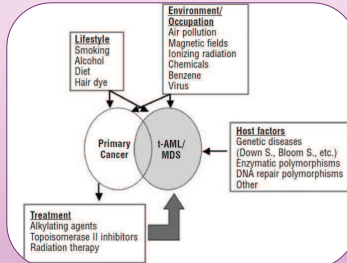 Lifestyle
Smoking
Alcohol
Diet
Hair dye
Environment/
Occupation
Air pollution
Magnetic fields
Ionizing radiation
Chemicals
Benzene
Virus
Primary
Cancer
t-AML/
MDS
Host factors
Genetic diseases
(Down S., Bloom S., etc.)
Enzymatic polymorphisms
DNA repair polymorphisms
Other
Treatment
Alkylating agents
Topoisomerase II inhibitors
Radiation therapy